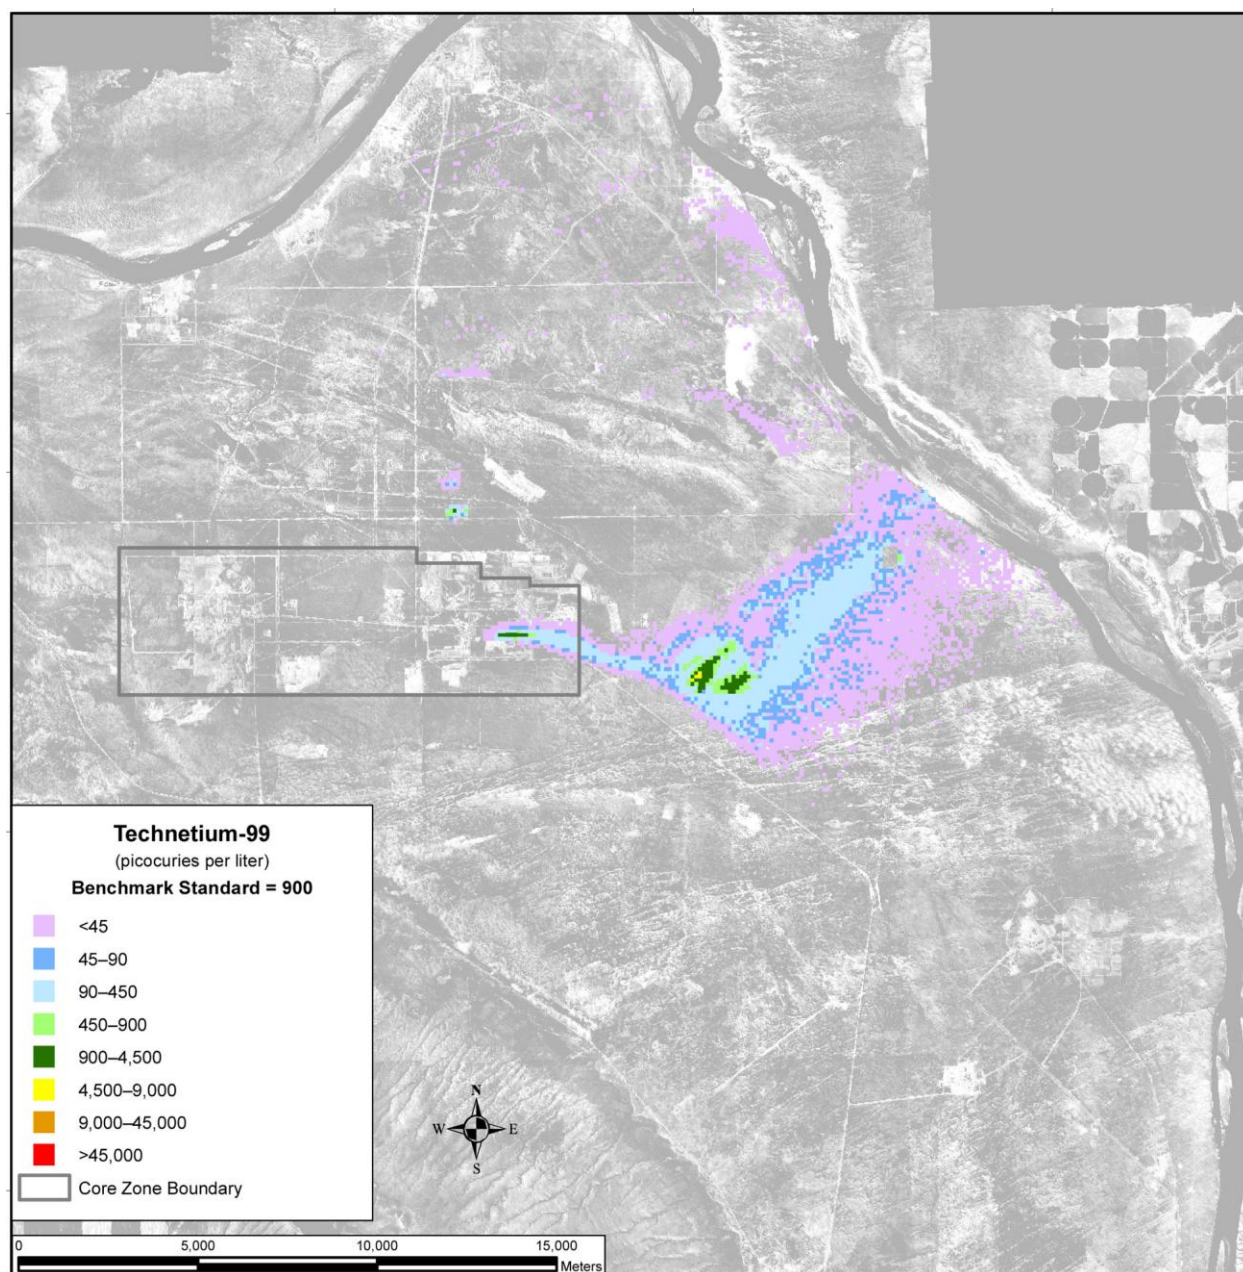 Technetium-99
(picocuries per liter)
Benchmark Standard = 900
<45
45–90
90–450
450–900
900–4,500
4,500–9,000
9,000–45,000
>45,000
Core Zone Boundary
N
W E
S
0 5,000 10,000 15,000
Meters